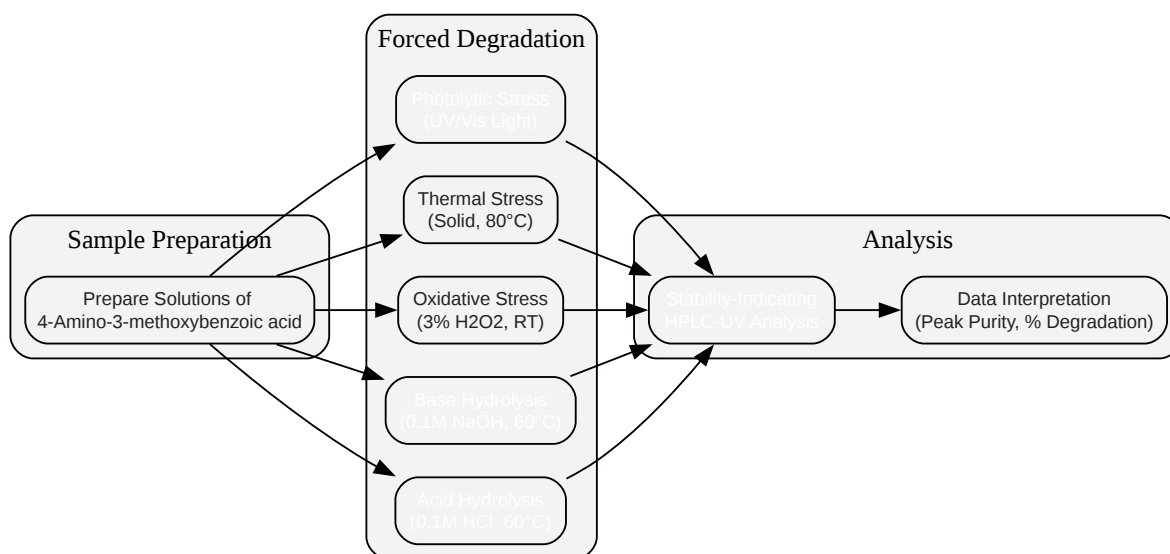 Forced Degradation
Photolytic Stress
(UV/Vis Light)
Thermal Stress
(Solid, 80°C)
Sample Preparation
Analysis
Prepare Solutions of
4-Amino-3-methoxybenzoic acid
Oxidative Stress
(3% H2O2, RT)
Stability-Indicating
HPLC-UV Analysis
Data Interpretation
(Peak Purity, % Degradation)
Base Hydrolysis
(0.1M NaOH, 60°C)
Acid Hydrolysis
(0.1M HCl, 60°C)